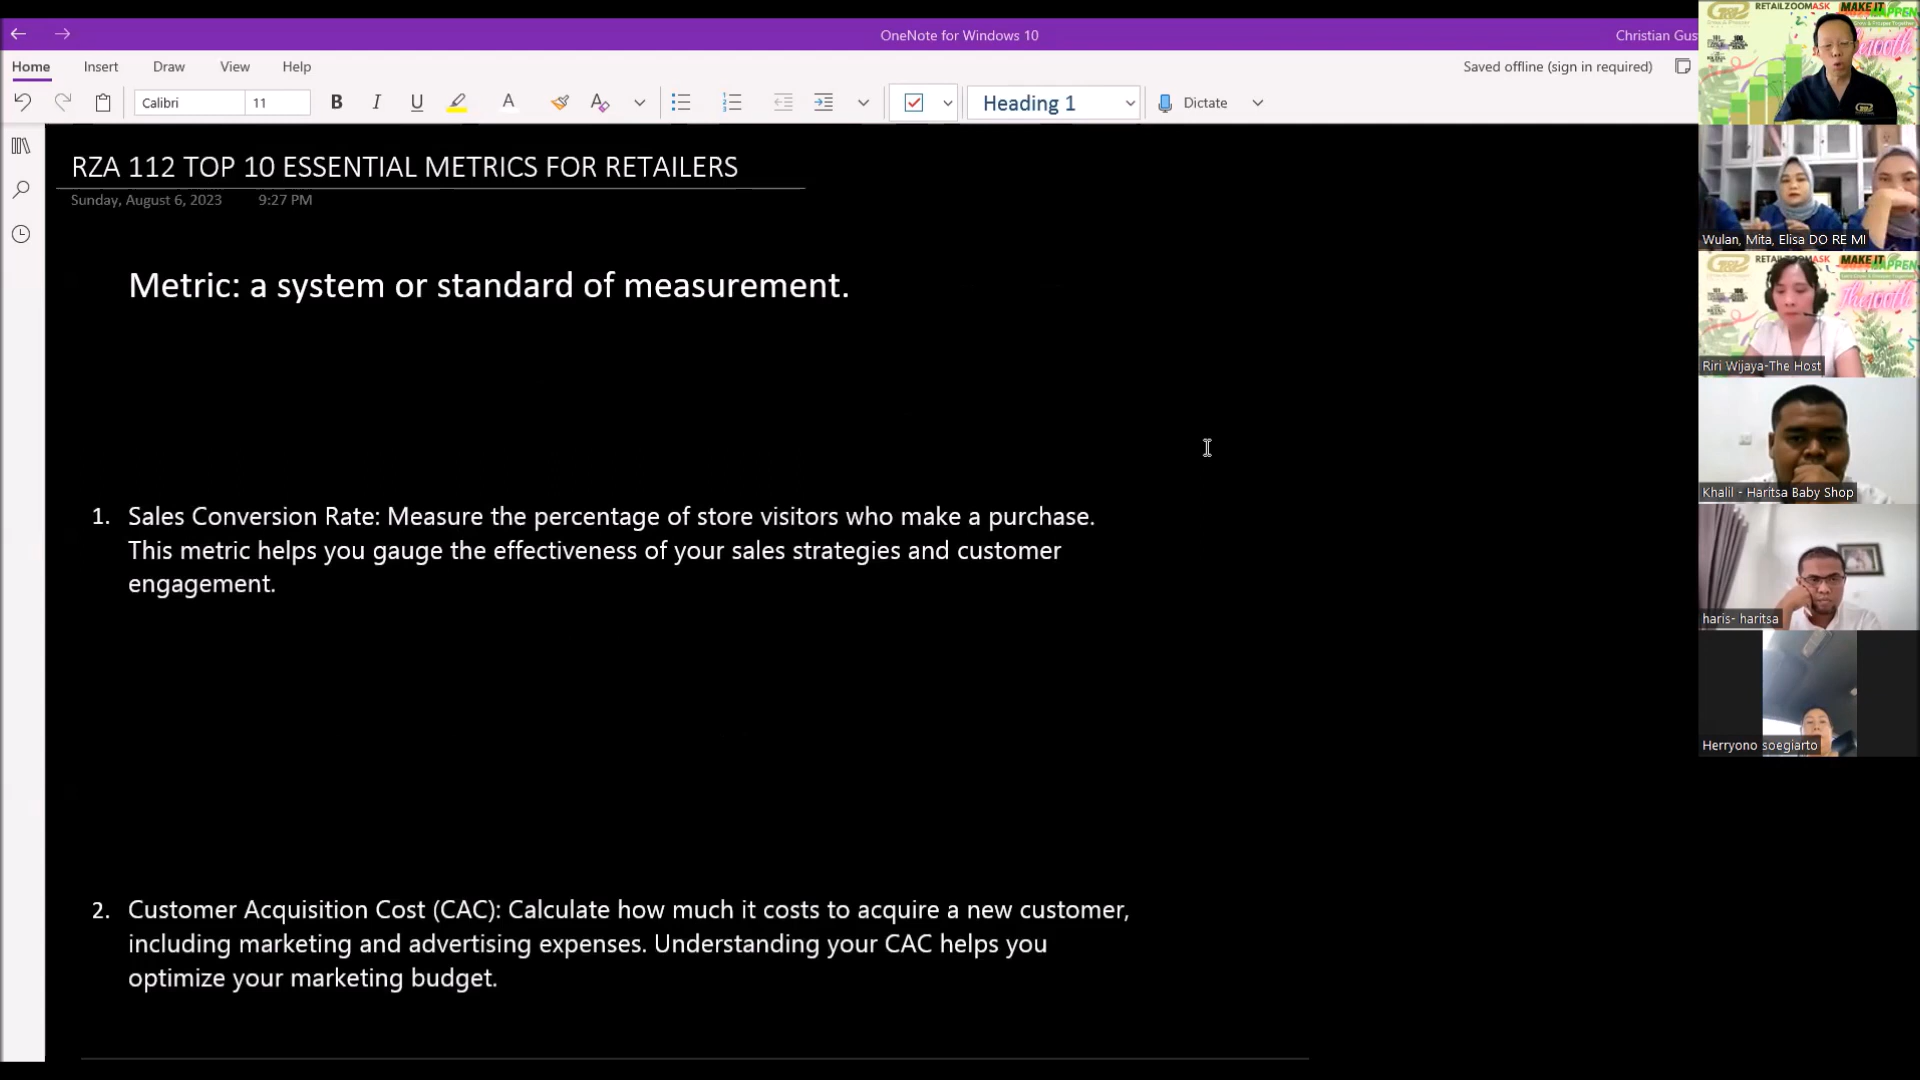 OneNote for Windows 10
Christian Gus
Home Insert Draw View Help
Saved offline (sign in required)
Calibri 11 B I U A Heading 1 Dictate
RZA 112 TOP 10 ESSENTIAL METRICS FOR RETAILERS
Sunday, August 6, 2023 9:27 PM
Metric: a system or standard of measurement.
1. Sales Conversion Rate: Measure the percentage of store visitors who make a purchase.
This metric helps you gauge the effectiveness of your sales strategies and customer
engagement.
2. Customer Acquisition Cost (CAC): Calculate how much it costs to acquire a new customer,
including marketing and advertising expenses. Understanding your CAC helps you
optimize your marketing budget.
RETAILZOOMASK
MAKE IT
Wulan, Mita, Elisa DO RE MI
MAKE IT
Riri Wijaya-The Host
Khalil - Haritsa Baby Shop
haris- haritsa
Herryono soegiarto